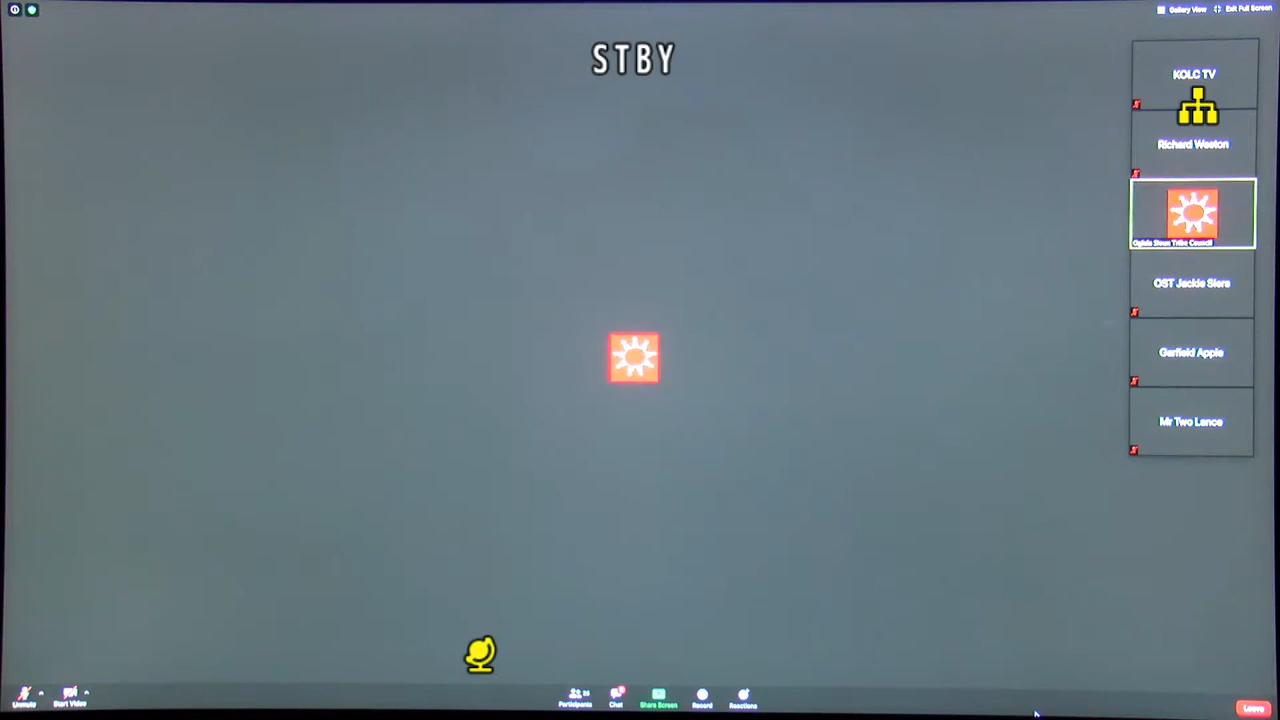 Gallery View
Exit Full Screen
STBY
KOLC TV
Richard Weston
Oglala Sioux Tribe Council
OST Jackie Siers
Garfield Apple
Mr Two Lance
Unmute
Start Video
Participants
Chat
Share Screen
Record
Reactions
Leave